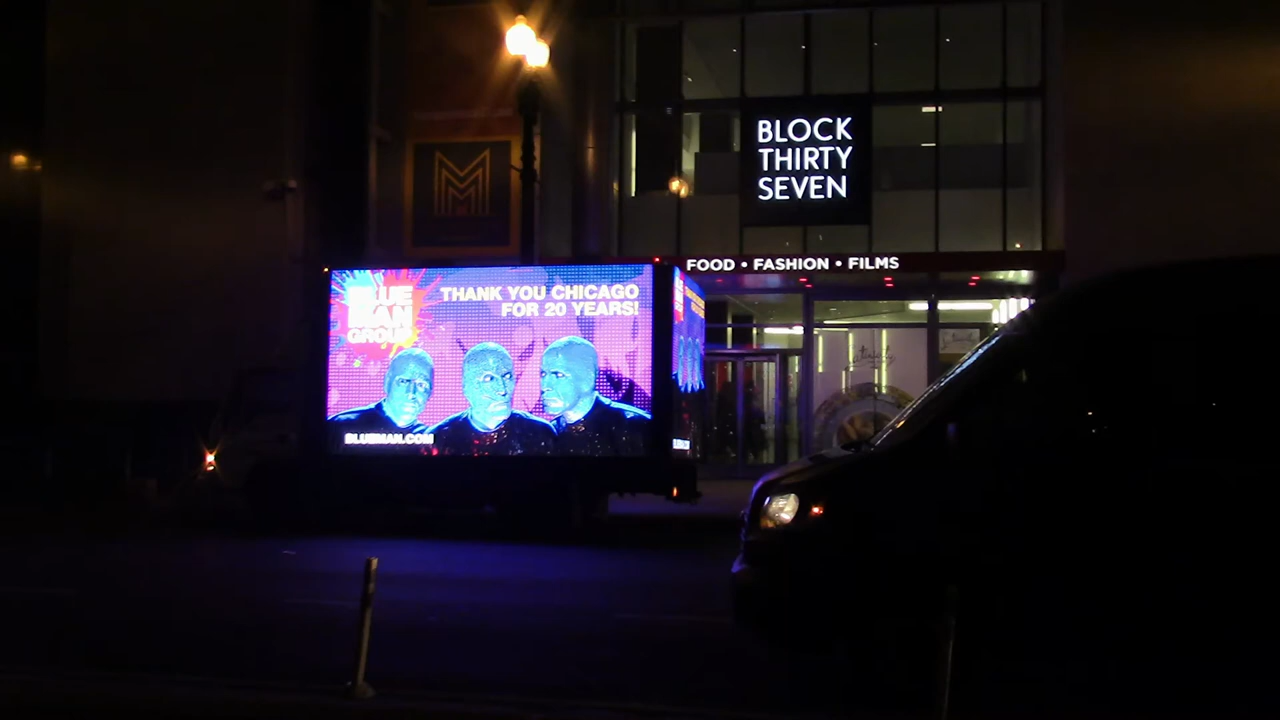 BLOCK
THIRTY
SEVEN
FOOD • FASHION • FILMS
BLUE
MAN
GROUP
THANK YOU CHICAGO
FOR 20 YEARS!
BLUEMAN.COM